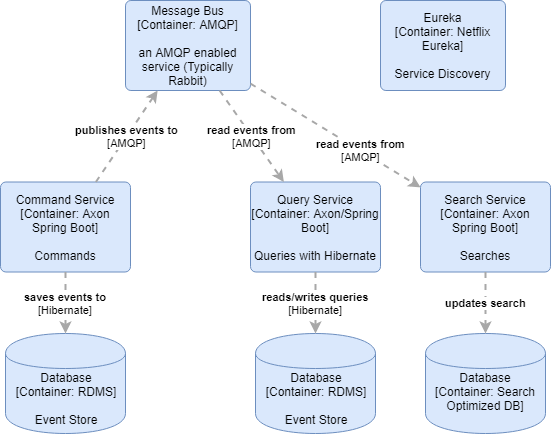 Message Bus
[Container: AMQP]
an AMQP enabled
service (Typically
Rabbit)
Eureka
[Container: Netflix
Eureka]
Service Discovery
publishes events to
[AMQP]
read events from
[AMQP]
read events from
[AMQP]
Command Service
[Container: Axon
Spring Boot]
Commands
Query Service
[Container: Axon/Spring
Boot]
Queries with Hibernate
Search Service
[Container: Axon
Spring Boot]
Searches
saves events to
[Hibernate]
reads/writes queries
[Hibernate]
updates search
Database
[Container: RDMS]
Event Store
Database
[Container: RDMS]
Event Store
Database
[Container: Search
Optimized DB]